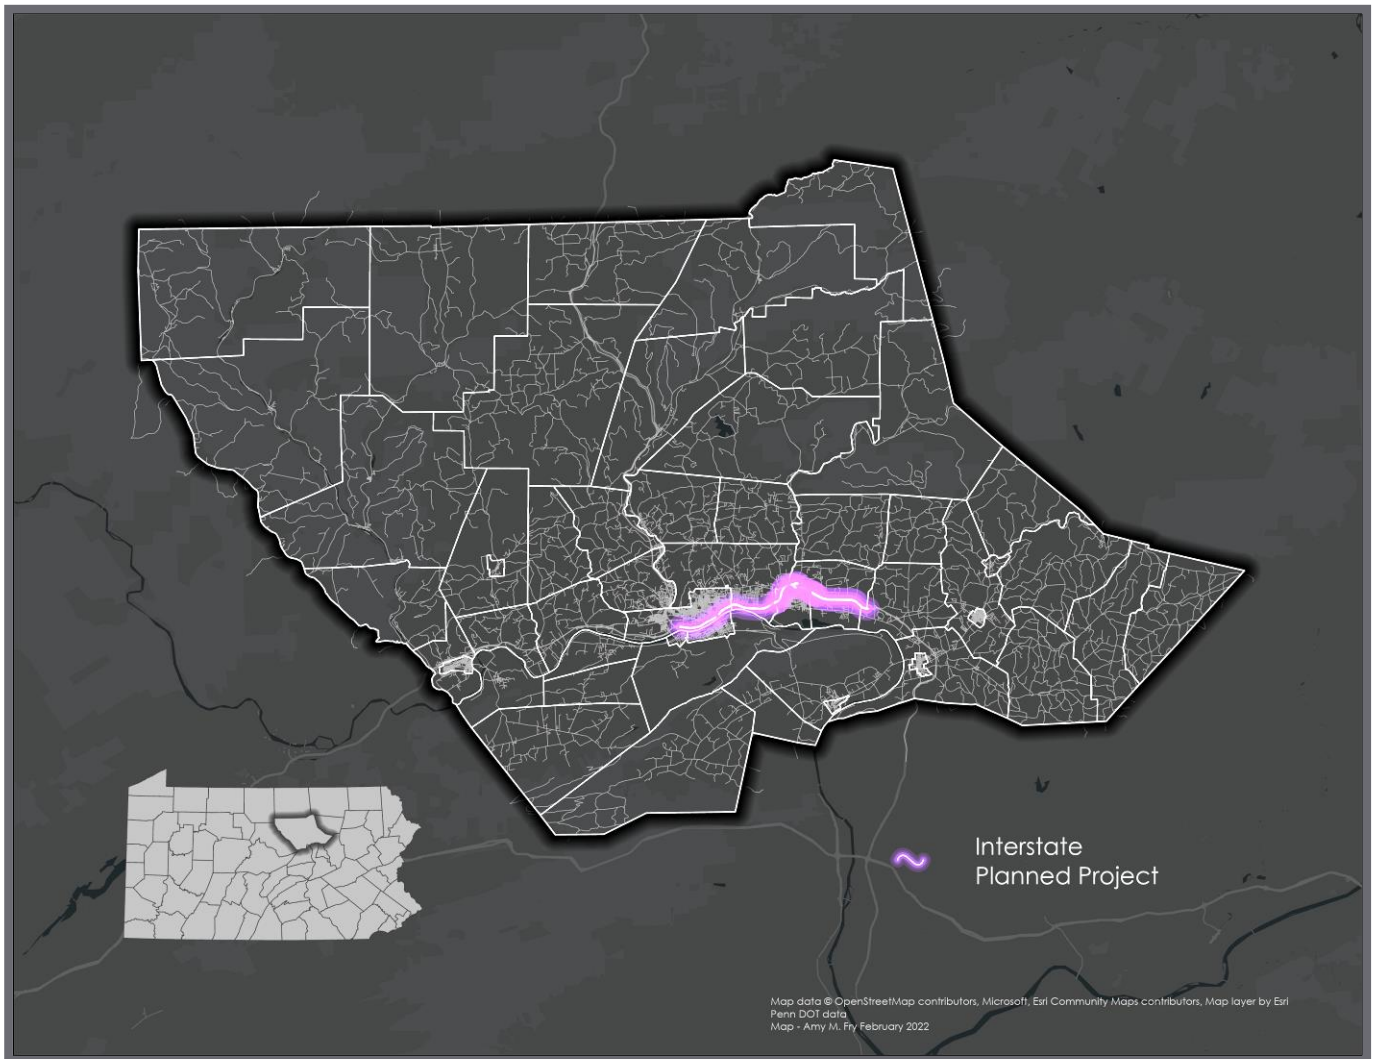 Interstate
Planned Project
Map data © OpenStreetMap contributors, Microsoft, Esri Community Maps contributors, Map layer by Esri
Penn DOT data
Map - Amy M. Fry February 2022